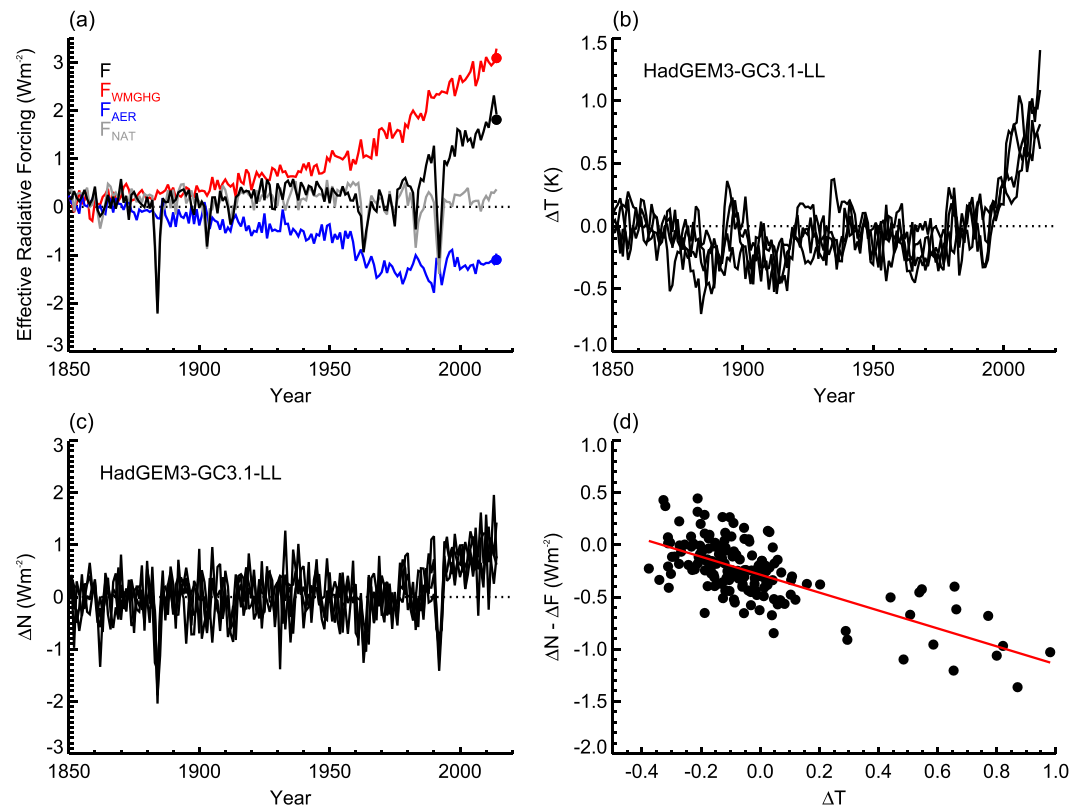 (a)
Effective Radiative Forcing (Wm⁻²)
3
2
1
0
-1
-2
-3
F
F_WMGHG
F_AER
F_NAT
1850
1900
1950
2000
Year
(b)
ΔT (K)
1.5
1.0
0.5
0.0
-0.5
-1.0
HadGEM3-GC3.1-LL
1850
1900
1950
2000
Year
(c)
ΔN (Wm⁻²)
3
2
1
0
-1
-2
-3
HadGEM3-GC3.1-LL
1850
1900
1950
2000
Year
(d)
ΔN - ΔF (Wm⁻²)
1.0
0.5
0.0
-0.5
-1.0
-1.5
-2.0
-0.4
-0.2
0.0
0.2
0.4
0.6
0.8
1.0
ΔT